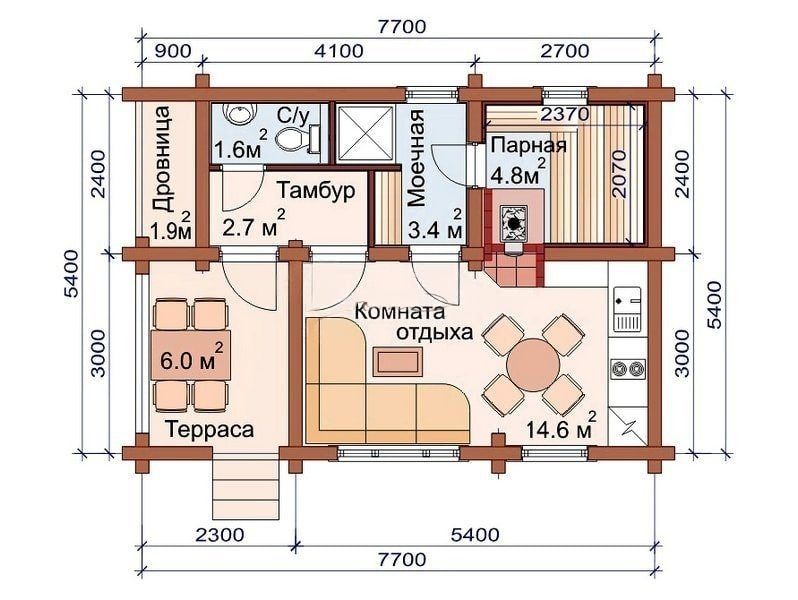 7700
900
4100
2700
С/у
1.6м²
Моечная
2370
Парная
4.8м²
2070
Дровница
1.9м²
Тамбур
2.7 м²
3.4 м²
2400
2400
5400
5400
3000
3000
Комната
отдыха
6.0 м²
Терраса
14.6 м²
2300
5400
7700